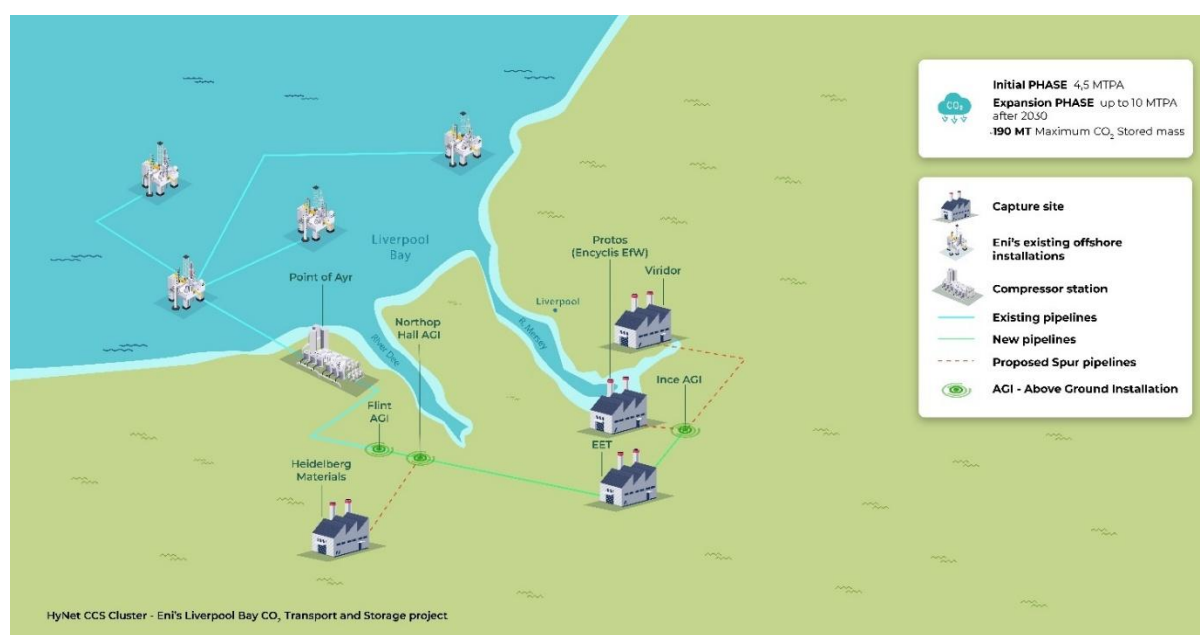 Initial PHASE 4,5 MTPA
Expansion PHASE up to 10 MTPA
after 2030
-190 MT Maximum CO₂ Stored mass
CO₂
Capture site
Eni's existing offshore
installations
Compressor station
Existing pipelines
New pipelines
Proposed Spur pipelines
AGI - Above Ground Installation
Liverpool
Bay
Protos
(Encyclis EfW)
Viridor
Point of Ayr
Liverpool
Northop
Hall AGI
River Dee
R. Mersey
Ince AGI
Flint
AGI
EET
Heidelberg
Materials
HyNet CCS Cluster - Eni's Liverpool Bay CO, Transport and Storage project